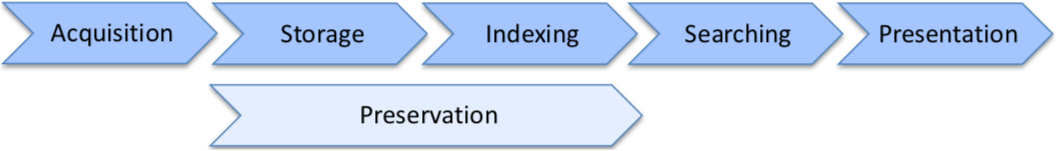 Acquisition
Storage
Indexing
Searching
Presentation
Preservation